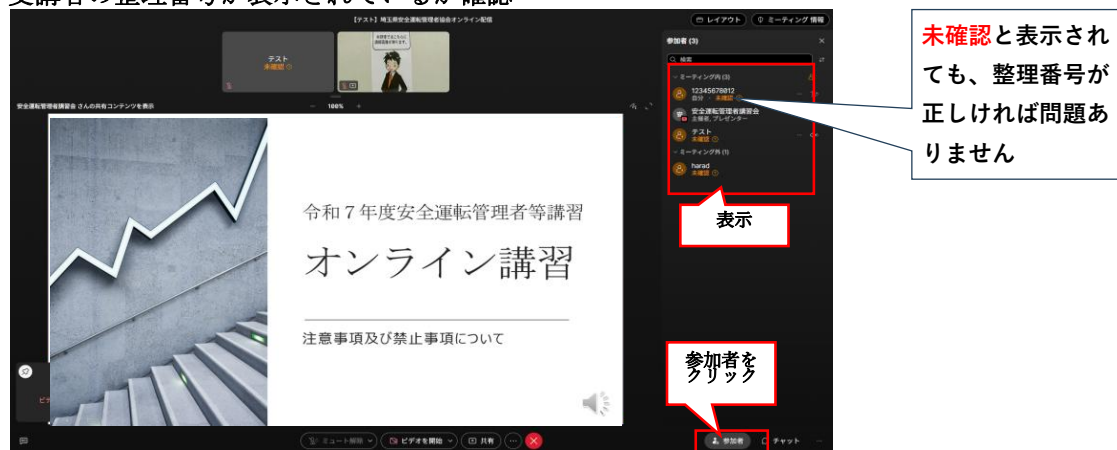 受講者の整理番号が表示されているか確認
【テスト】埼玉県安全運転管理者協会オンライン配信
レイアウト
ミーティング 情報
テスト
未確認
参加者 (3)
検索
ミーティング内 (3)
12345678012
自分 · 未確認
安全運転管理者講習会
主催者, プレゼンター
テスト
未確認
ミーティング外 (1)
harad
未確認
未確認と表示され
ても、整理番号が
正しければ問題あ
りません
安全運転管理者講習会 さんの共有コンテンツを表示
− 100% +
表示
令和７年度安全運転管理者等講習
オンライン講習
注意事項及び禁止事項について
参加者を
クリック
ミュート解除
ビデオを開始
共有
参加者
チャット